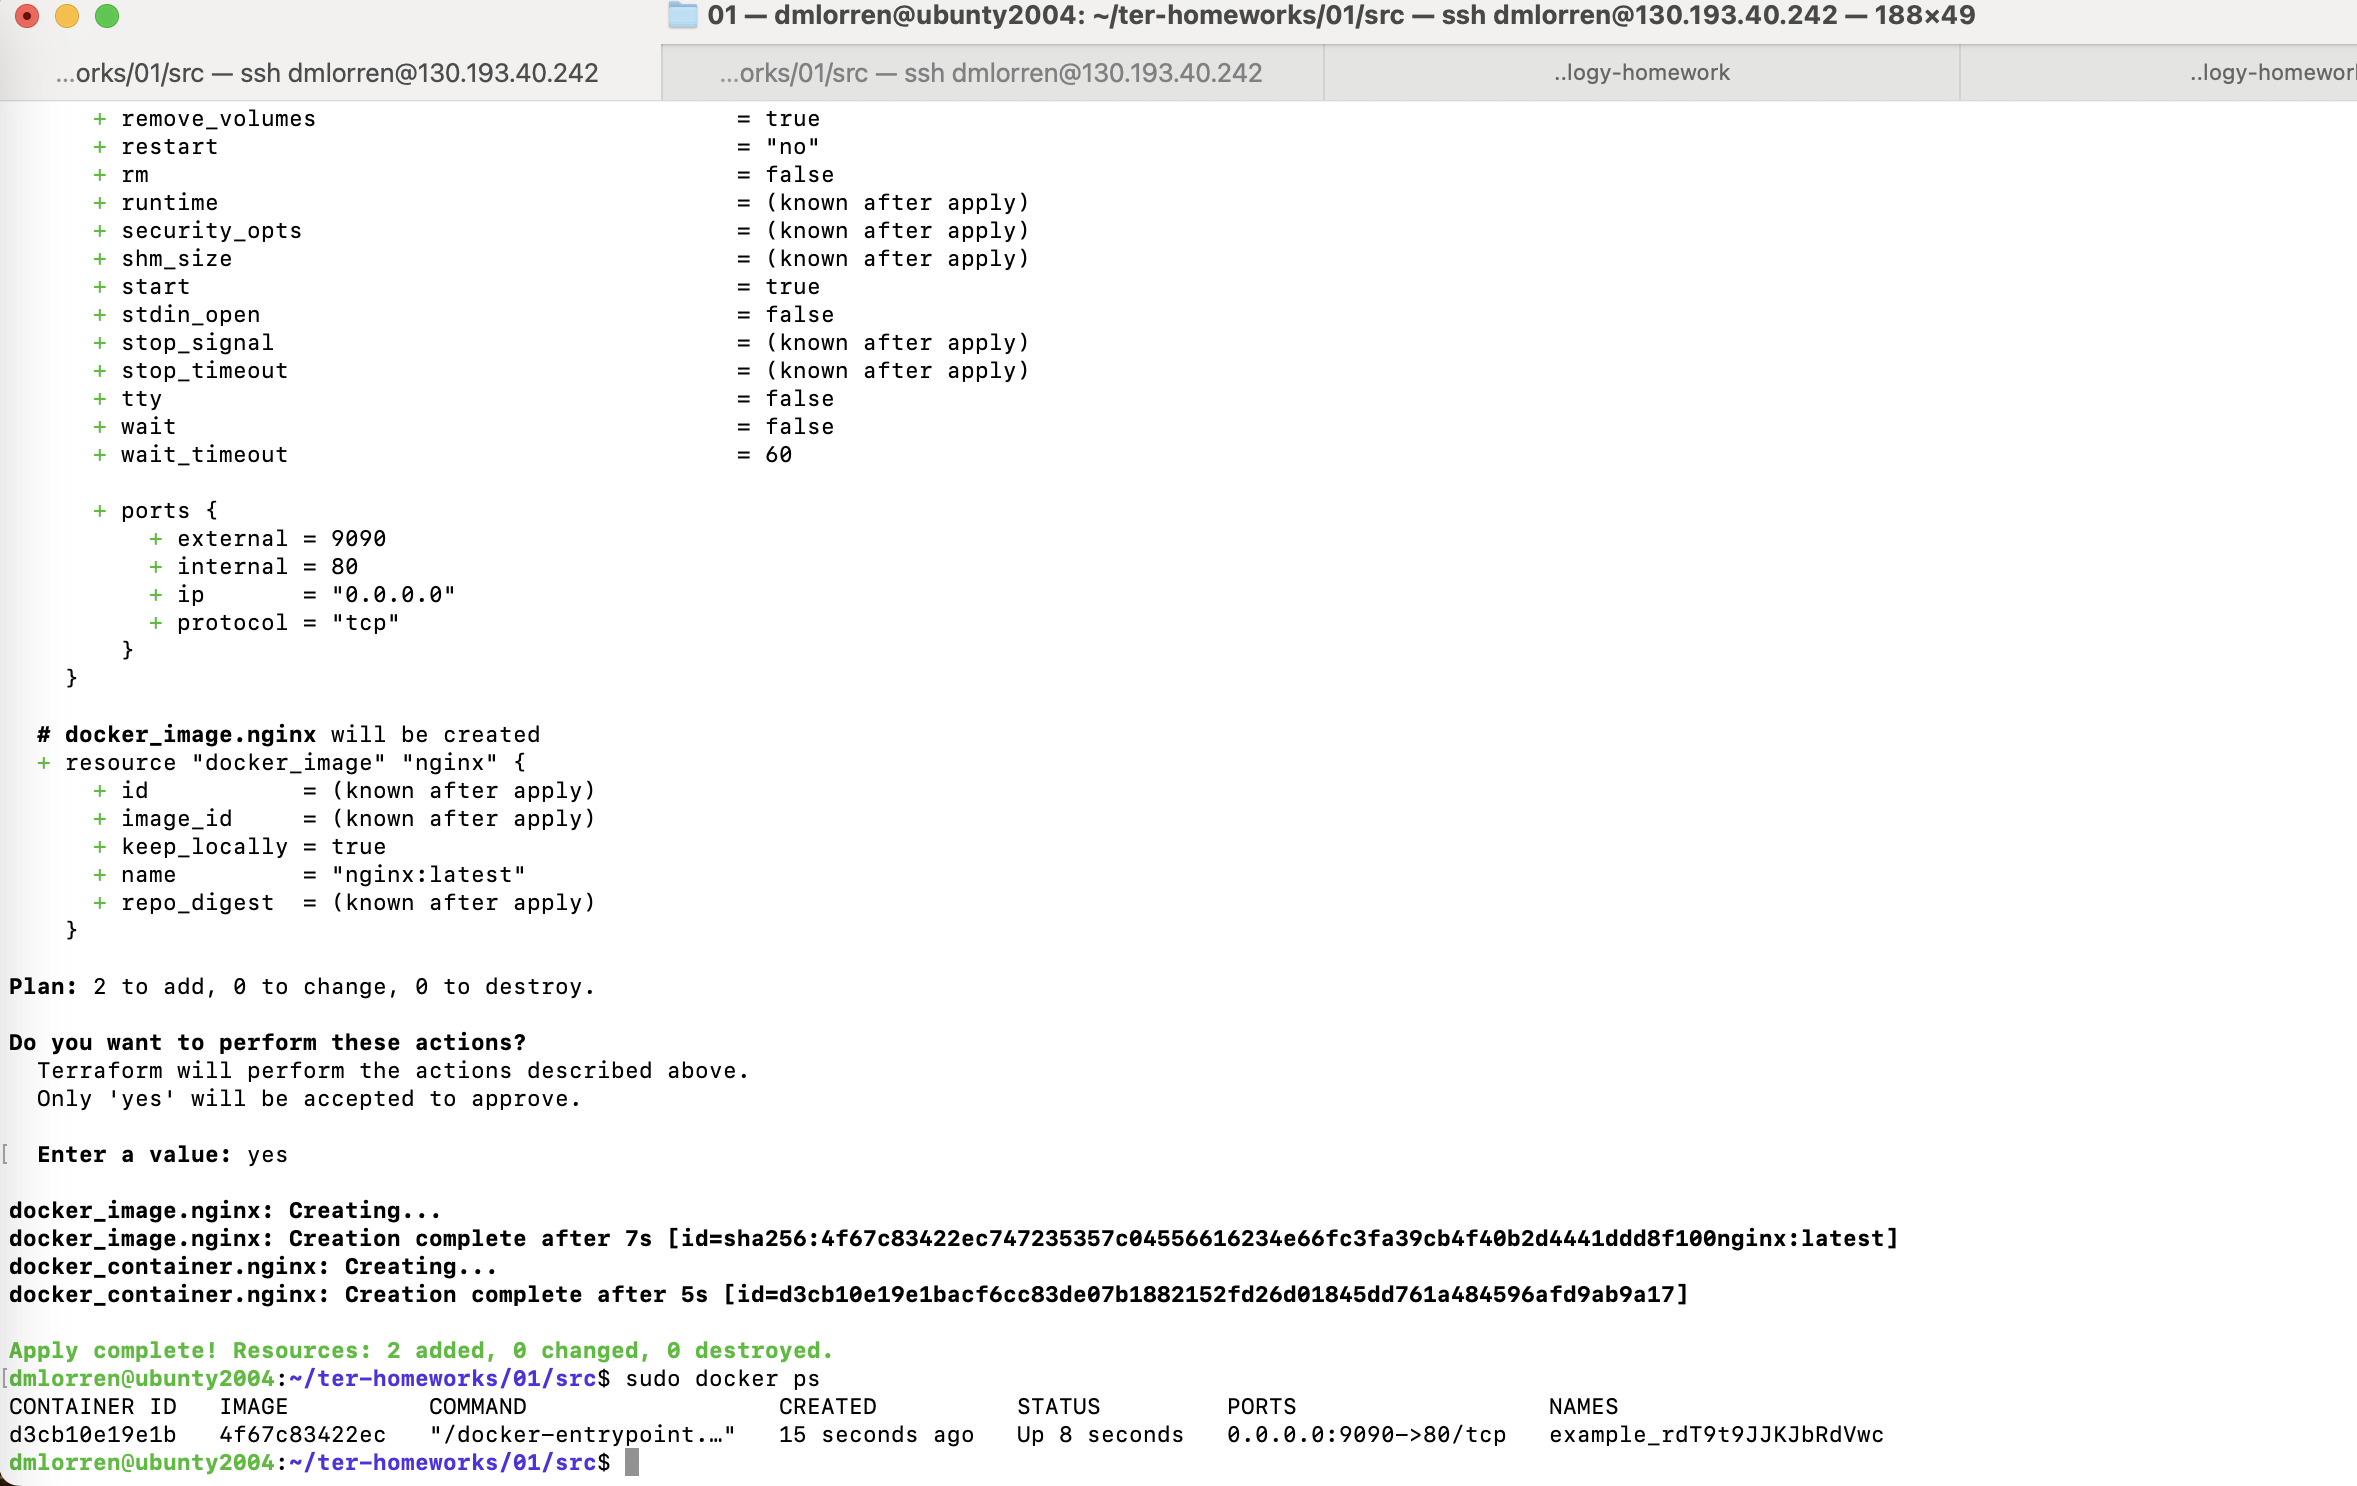 01 — dmlorren@ubunty2004: ~/ter-homeworks/01/src — ssh dmlorren@130.193.40.242 — 188×49
...orks/01/src — ssh dmlorren@130.193.40.242 ...orks/01/src — ssh dmlorren@130.193.40.242 ..logy-homework ..logy-homework
+ remove_volumes = true
+ restart = "no"
+ rm = false
+ runtime = (known after apply)
+ security_opts = (known after apply)
+ shm_size = (known after apply)
+ start = true
+ stdin_open = false
+ stop_signal = (known after apply)
+ stop_timeout = (known after apply)
+ tty = false
+ wait = false
+ wait_timeout = 60
+ ports {
+ external = 9090
+ internal = 80
+ ip = "0.0.0.0"
+ protocol = "tcp"
}
}
# docker_image.nginx will be created
+ resource "docker_image" "nginx" {
+ id = (known after apply)
+ image_id = (known after apply)
+ keep_locally = true
+ name = "nginx:latest"
+ repo_digest = (known after apply)
}
Plan: 2 to add, 0 to change, 0 to destroy.
Do you want to perform these actions?
Terraform will perform the actions described above.
Only 'yes' will be accepted to approve.
[ Enter a value: yes
docker_image.nginx: Creating...
docker_image.nginx: Creation complete after 7s [id=sha256:4f67c83422ec747235357c04556616234e66fc3fa39cb4f40b2d4441ddd8f100nginx:latest]
docker_container.nginx: Creating...
docker_container.nginx: Creation complete after 5s [id=d3cb10e19e1bacf6cc83de07b1882152fd26d01845dd761a484596afd9ab9a17]
Apply complete! Resources: 2 added, 0 changed, 0 destroyed.
[dmlorren@ubunty2004:~/ter-homeworks/01/src$ sudo docker ps
CONTAINER ID IMAGE COMMAND CREATED STATUS PORTS NAMES
d3cb10e19e1b 4f67c83422ec "/docker-entrypoint.…" 15 seconds ago Up 8 seconds 0.0.0.0:9090->80/tcp example_rdT9t9JJKJbRdVwc
dmlorren@ubunty2004:~/ter-homeworks/01/src$